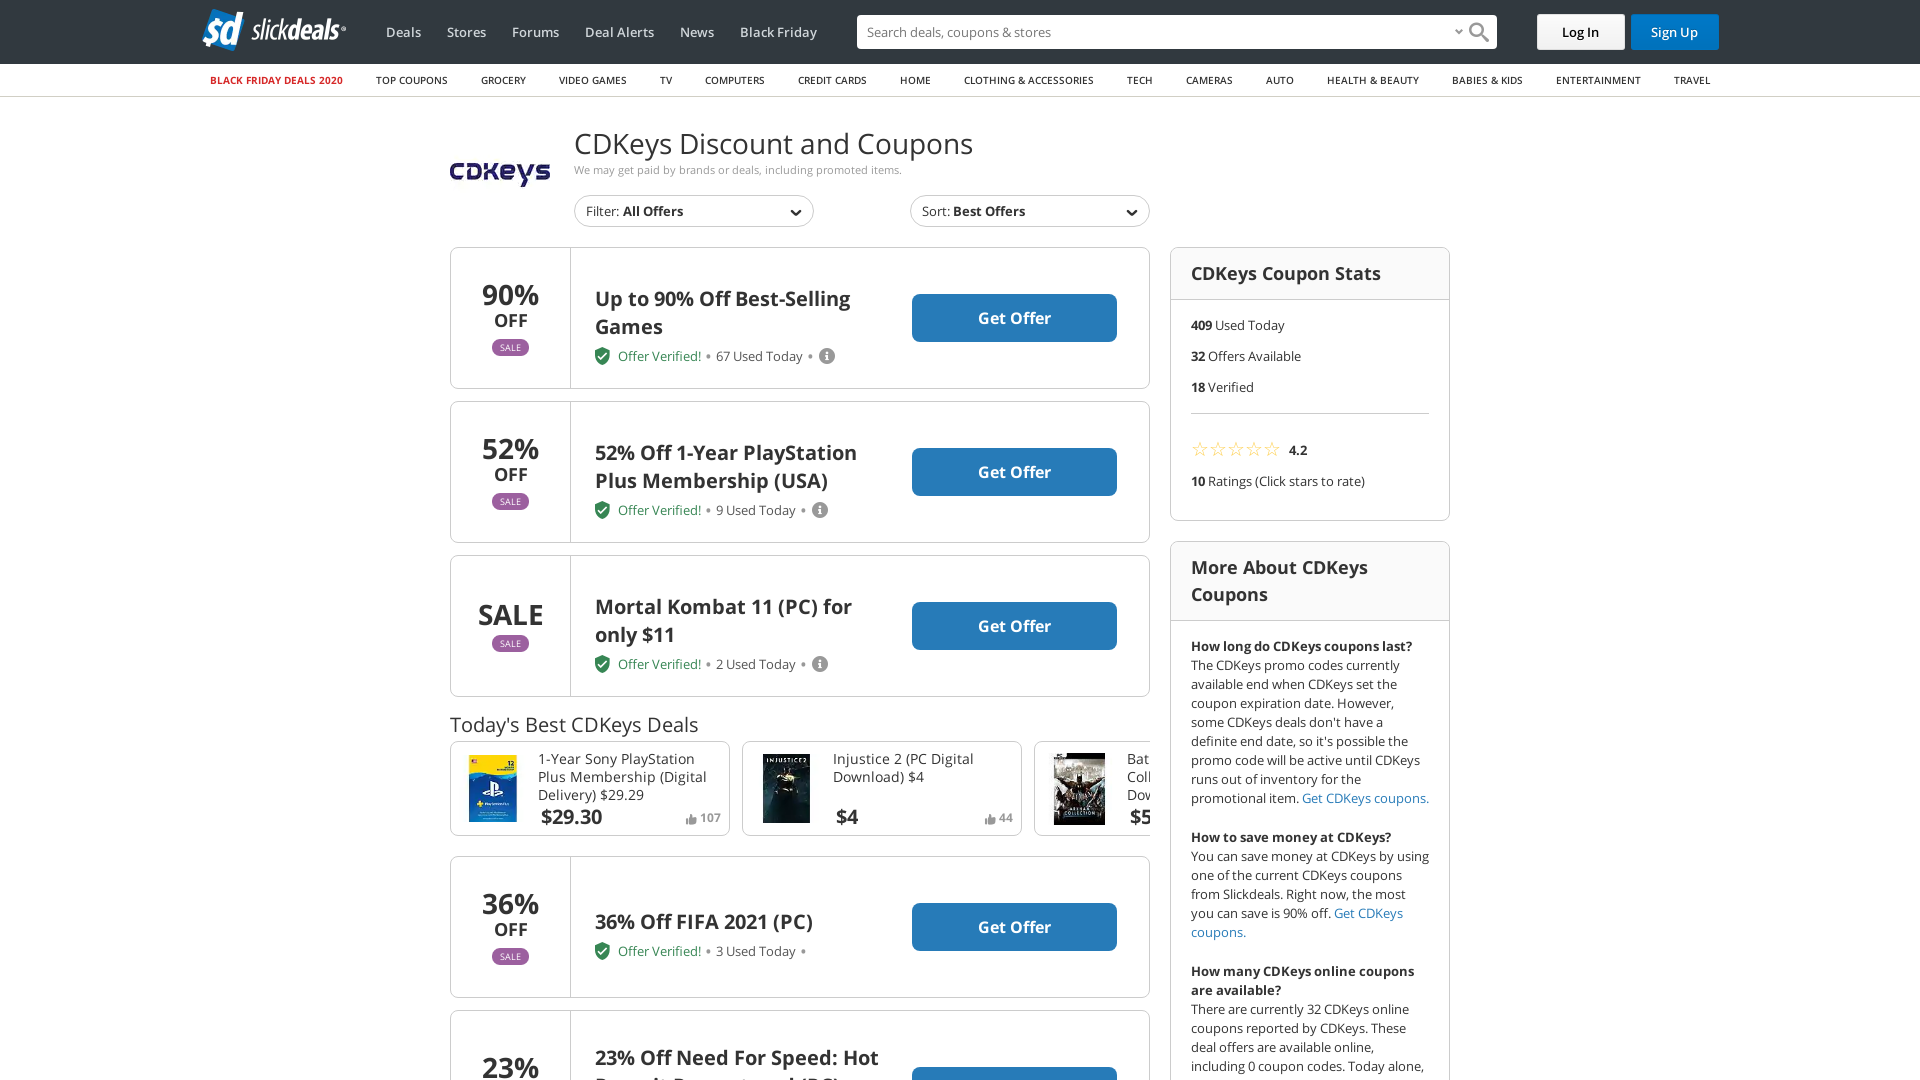 sd slickdeals
Deals
Stores
Forums
Deal Alerts
News
Black Friday
Search deals, coupons & stores
Log In
Sign Up
BLACK FRIDAY DEALS 2020
TOP COUPONS
GROCERY
VIDEO GAMES
TV
COMPUTERS
CREDIT CARDS
HOME
CLOTHING & ACCESSORIES
TECH
CAMERAS
AUTO
HEALTH & BEAUTY
BABIES & KIDS
ENTERTAINMENT
TRAVEL
CDKeys
CDKeys Discount and Coupons
We may get paid by brands or deals, including promoted items.
Filter: All Offers
Sort: Best Offers
90%
OFF
SALE
Up to 90% Off Best-Selling
Games
Offer Verified! • 67 Used Today •
Get Offer
52%
OFF
SALE
52% Off 1-Year PlayStation
Plus Membership (USA)
Offer Verified! • 9 Used Today •
Get Offer
SALE
SALE
Mortal Kombat 11 (PC) for
only $11
Offer Verified! • 2 Used Today •
Get Offer
Today's Best CDKeys Deals
1-Year Sony PlayStation
Plus Membership (Digital
Delivery) $29.29
$29.30
107
INJUSTICE 2
Injustice 2 (PC Digital
Download) $4
$4
44
COLLECTION
Bat
Coll
Dow
$5
36%
OFF
SALE
36% Off FIFA 2021 (PC)
Offer Verified! • 3 Used Today •
Get Offer
23%
23% Off Need For Speed: Hot
CDKeys Coupon Stats
409 Used Today
32 Offers Available
18 Verified
4.2
10 Ratings (Click stars to rate)
More About CDKeys
Coupons
How long do CDKeys coupons last?
The CDKeys promo codes currently
available end when CDKeys set the
coupon expiration date. However,
some CDKeys deals don't have a
definite end date, so it's possible the
promo code will be active until CDKeys
runs out of inventory for the
promotional item. Get CDKeys coupons.
How to save money at CDKeys?
You can save money at CDKeys by using
one of the current CDKeys coupons
from Slickdeals. Right now, the most
you can save is 90% off. Get CDKeys
coupons.
How many CDKeys online coupons
are available?
There are currently 32 CDKeys online
coupons reported by CDKeys. These
deal offers are available online,
including 0 coupon codes. Today alone,